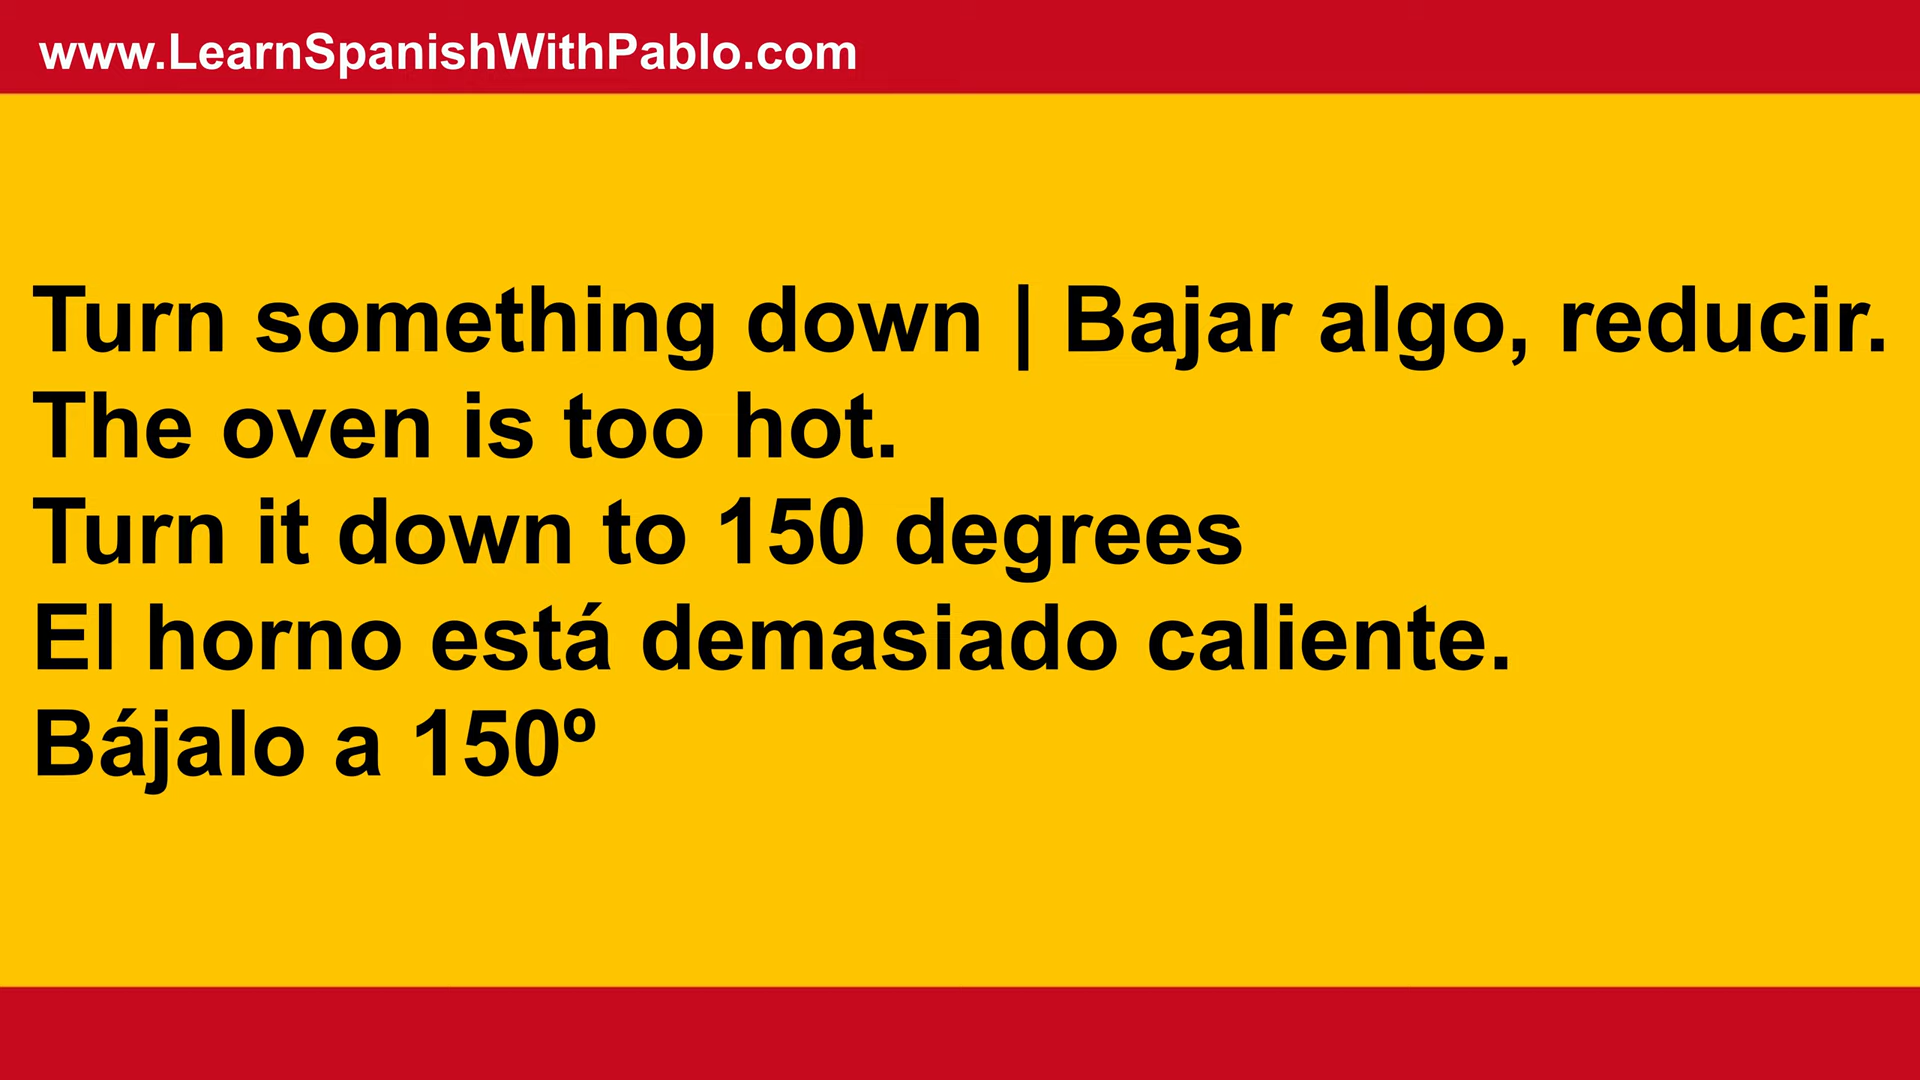 www.LearnSpanishWithPablo.com
Turn something down | Bajar algo, reducir.
The oven is too hot.
Turn it down to 150 degrees
El horno está demasiado caliente.
Bájalo a 150º